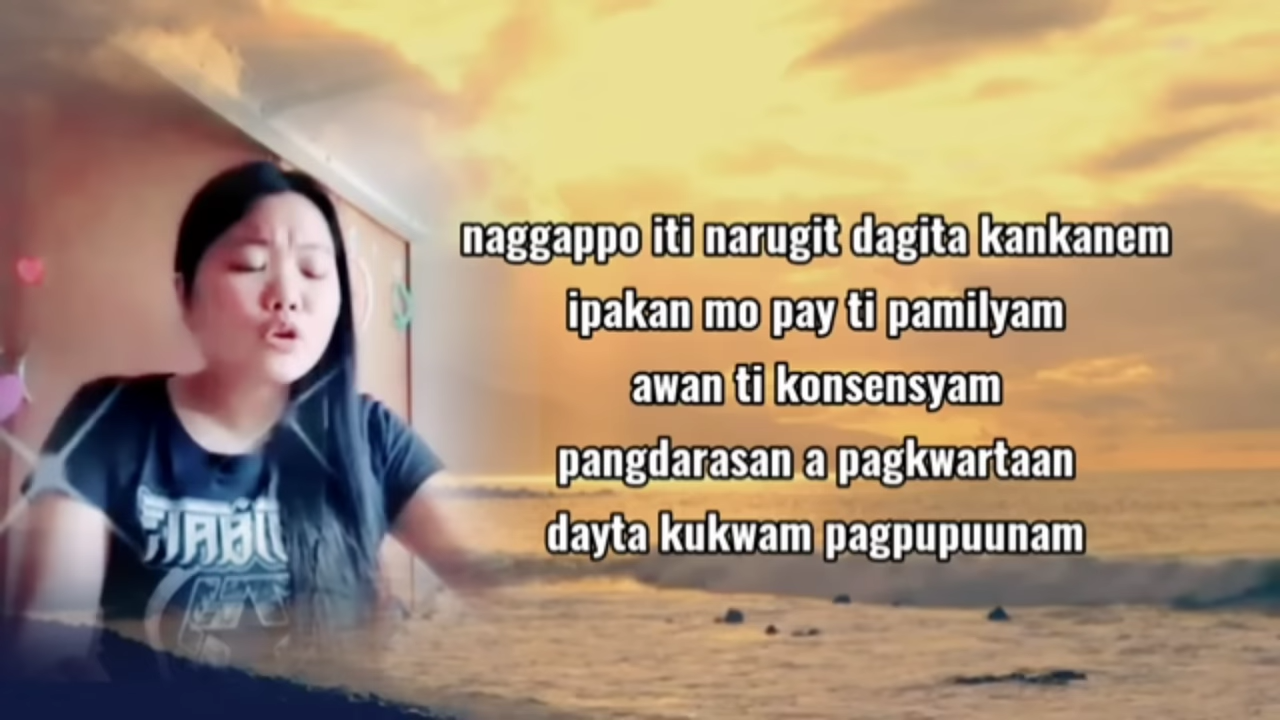 naggappo iti narugit dagita kankanem
ipakan mo pay ti pamilyam
awan ti konsensyam
pangdarasan a pagkwartaan
dayta kukwam pagpupuunam